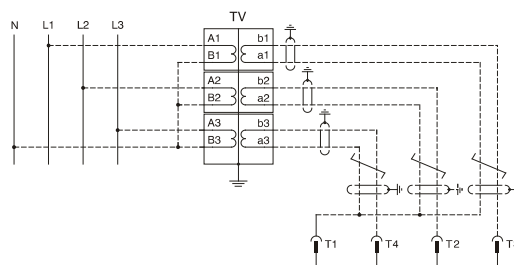 TV
N L1 L2 L3
A1 b1
B1 a1
A2 b2
B2 a2
A3 b3
B3 a3
T1 T4 T2